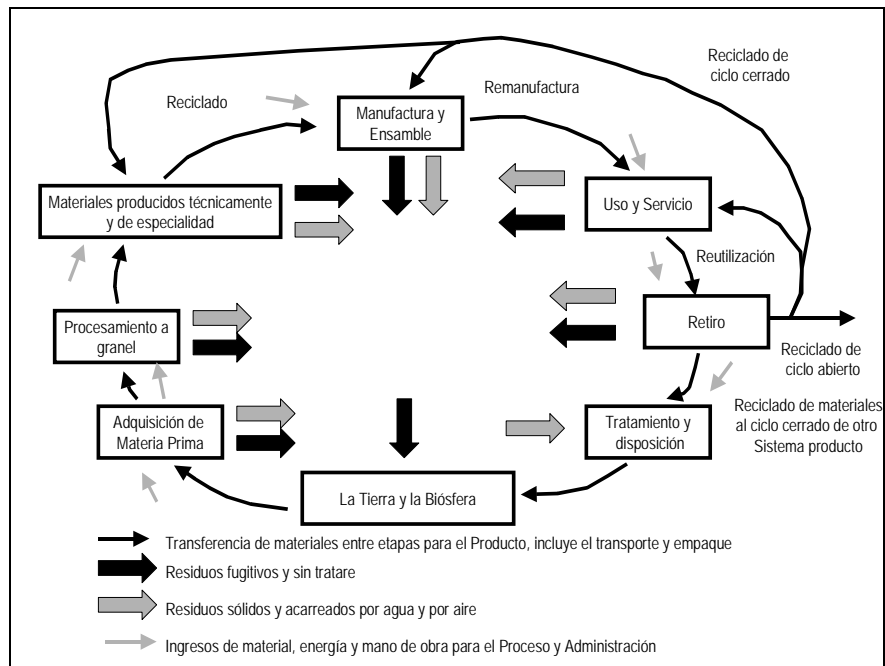 Reciclado de
ciclo cerrado
Reciclado
Remanufactura
Manufactura y
Ensamble
Materiales producidos técnicamente
y de especialidad
Uso y Servicio
Reutilización
Procesamiento a
granel
Retiro
Reciclado de
ciclo abierto
Adquisición de
Materia Prima
Tratamiento y
disposición
Reciclado de materiales
al ciclo cerrado de otro
Sistema producto
La Tierra y la Biósfera
Transferencia de materiales entre etapas para el Producto, incluye el transporte y empaque
Residuos fugitivos y sin tratare
Residuos sólidos y acarreados por agua y por aire
Ingresos de material, energía y mano de obra para el Proceso y Administración